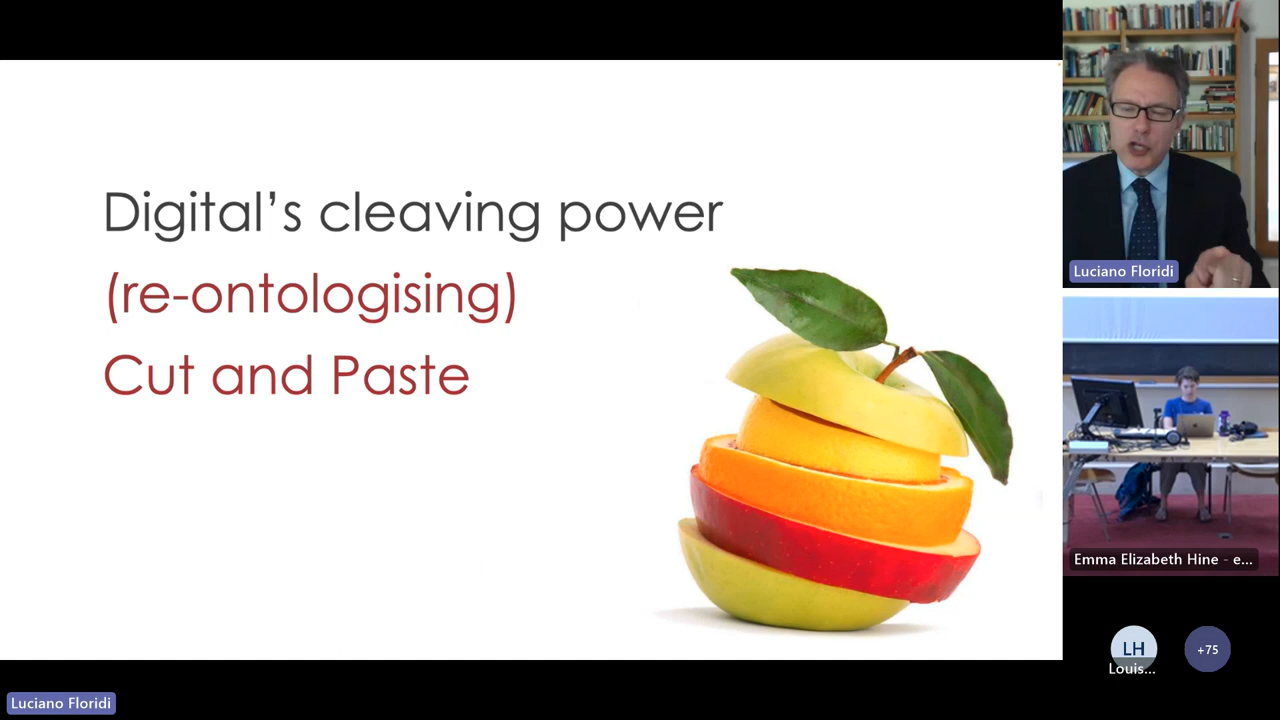 Digital’s cleaving power
(re-ontologising)
Cut and Paste
Luciano Floridi
Emma Elizabeth Hine - e...
LH
Louis...
+75
Luciano Floridi